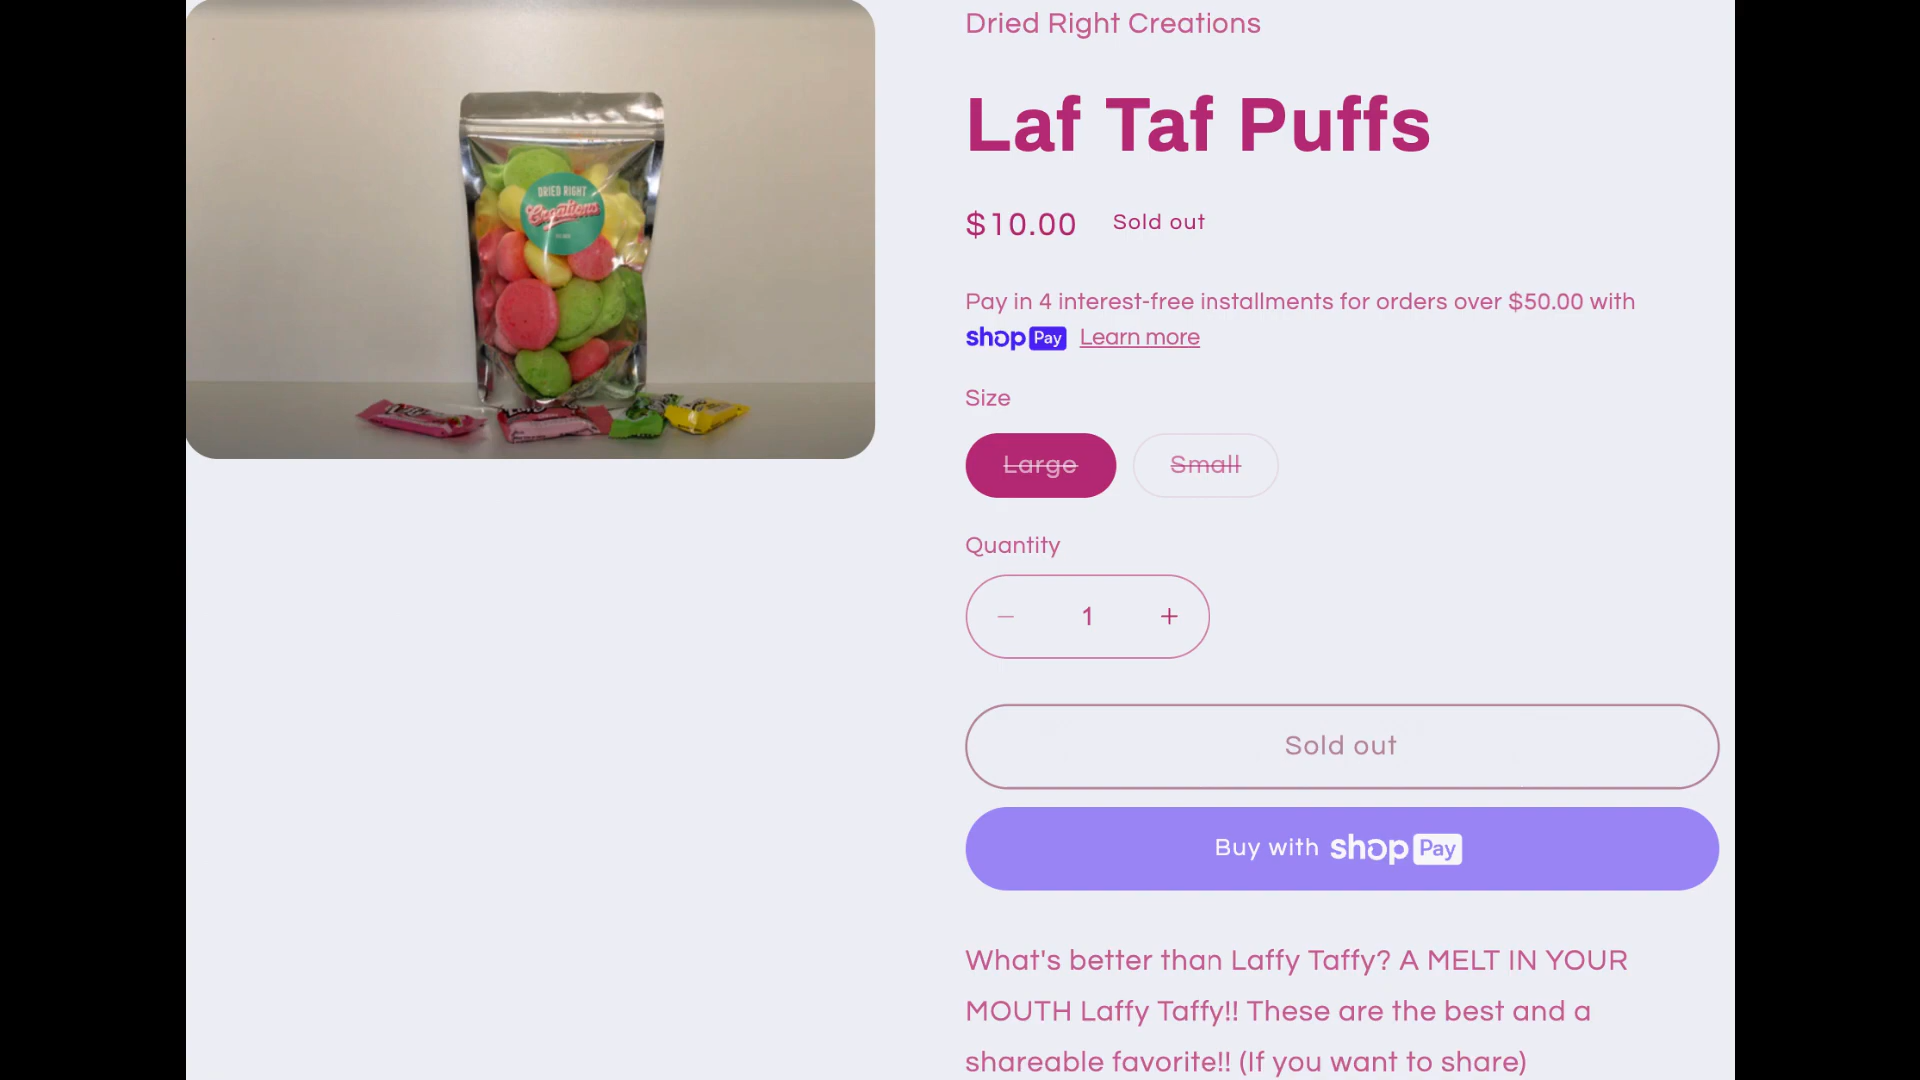 Dried Right Creations
Laf Taf Puffs
$10.00 Sold out
Pay in 4 interest-free installments for orders over $50.00 with
shop Pay Learn more
Size
Large Small
Quantity
− 1 +
Sold out
Buy with shop Pay
What's better than Laffy Taffy? A MELT IN YOUR
MOUTH Laffy Taffy!! These are the best and a
shareable favorite!! (If you want to share)
DRIED RIGHT
Creations